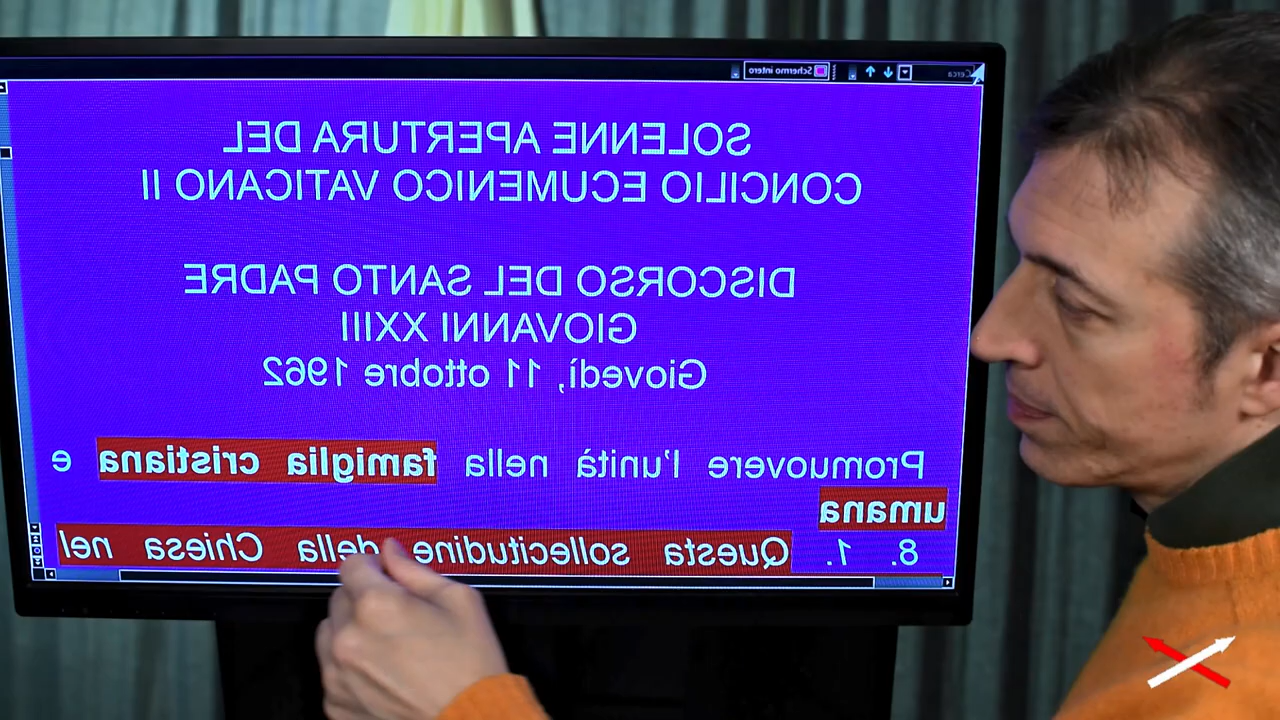 Cerca
Schermo intero
SOLENNE APERTURA DEL
CONCILIO ECUMENICO VATICANO II
DISCORSO DEL SANTO PADRE
GIOVANNI XXIII
Giovedì, 11 ottobre 1962
Promuovere l'unità nella famiglia cristiana e
umana
8. 1. Questa sollecitudine della Chiesa nel